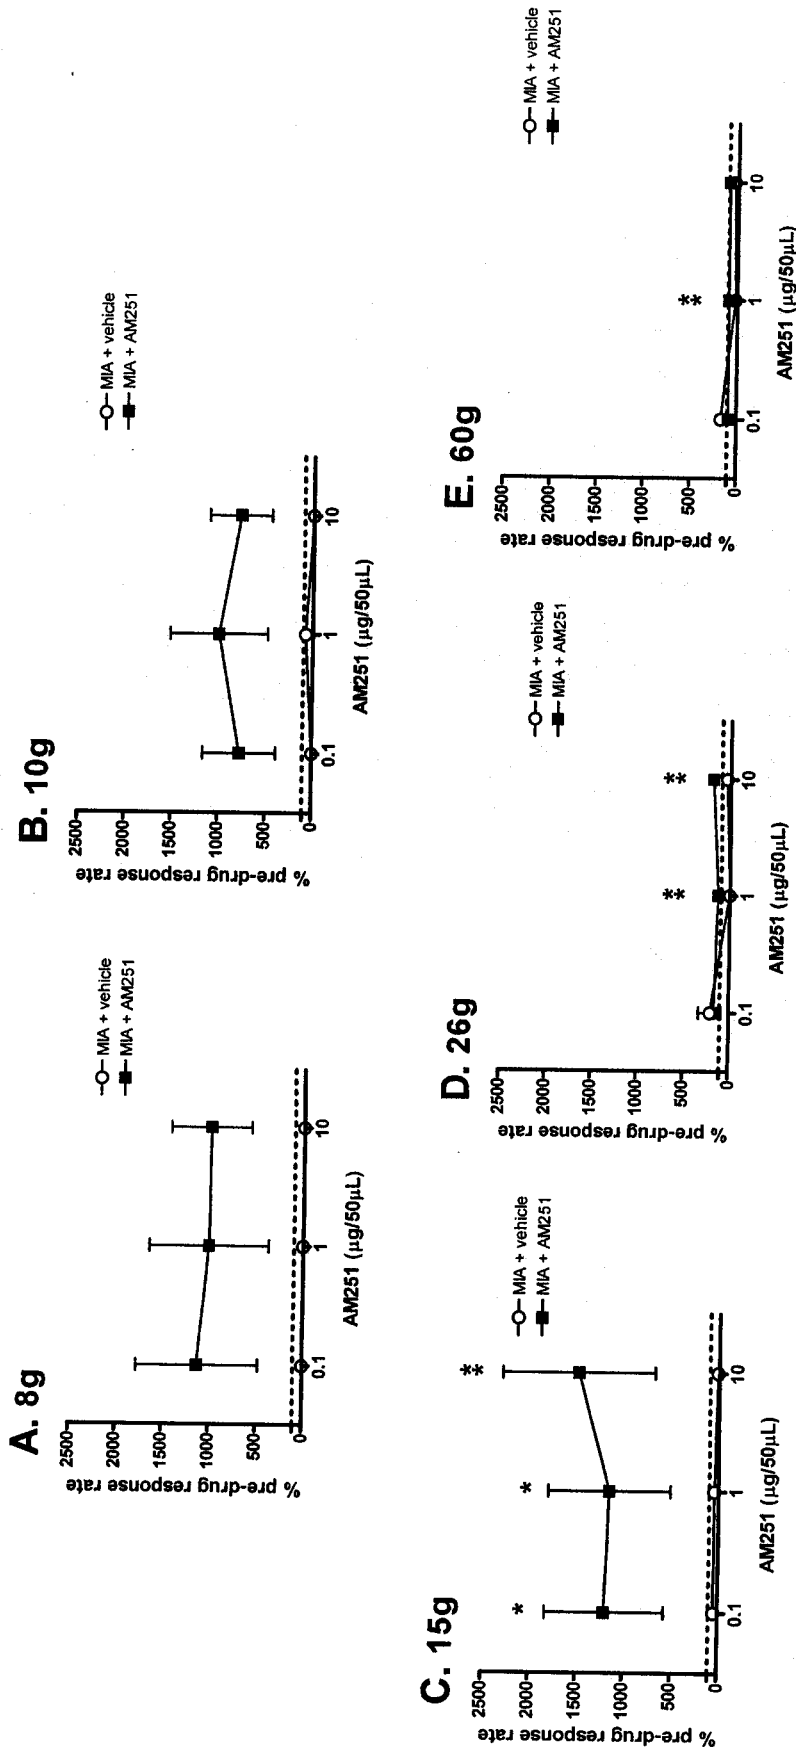 A. 8g
% pre-drug response rate
2500
2000
1500
1000
500
0
0.1
1
10
AM251 (µg/50µL)
MIA + vehicle
MIA + AM251
B. 10g
% pre-drug response rate
2500
2000
1500
1000
500
0
0.1
1
10
AM251 (µg/50µL)
MIA + vehicle
MIA + AM251
C. 15g
% pre-drug response rate
2500
2000
1500
1000
500
0
*
*
**
0.1
1
10
AM251 (µg/50µL)
MIA + vehicle
MIA + AM251
D. 26g
% pre-drug response rate
2500
2000
1500
1000
500
0
**
**
0.1
1
10
AM251 (µg/50µL)
MIA + vehicle
MIA + AM251
E. 60g
% pre-drug response rate
2500
2000
1500
1000
500
0
**
0.1
1
10
AM251 (µg/50µL)
MIA + vehicle
MIA + AM251